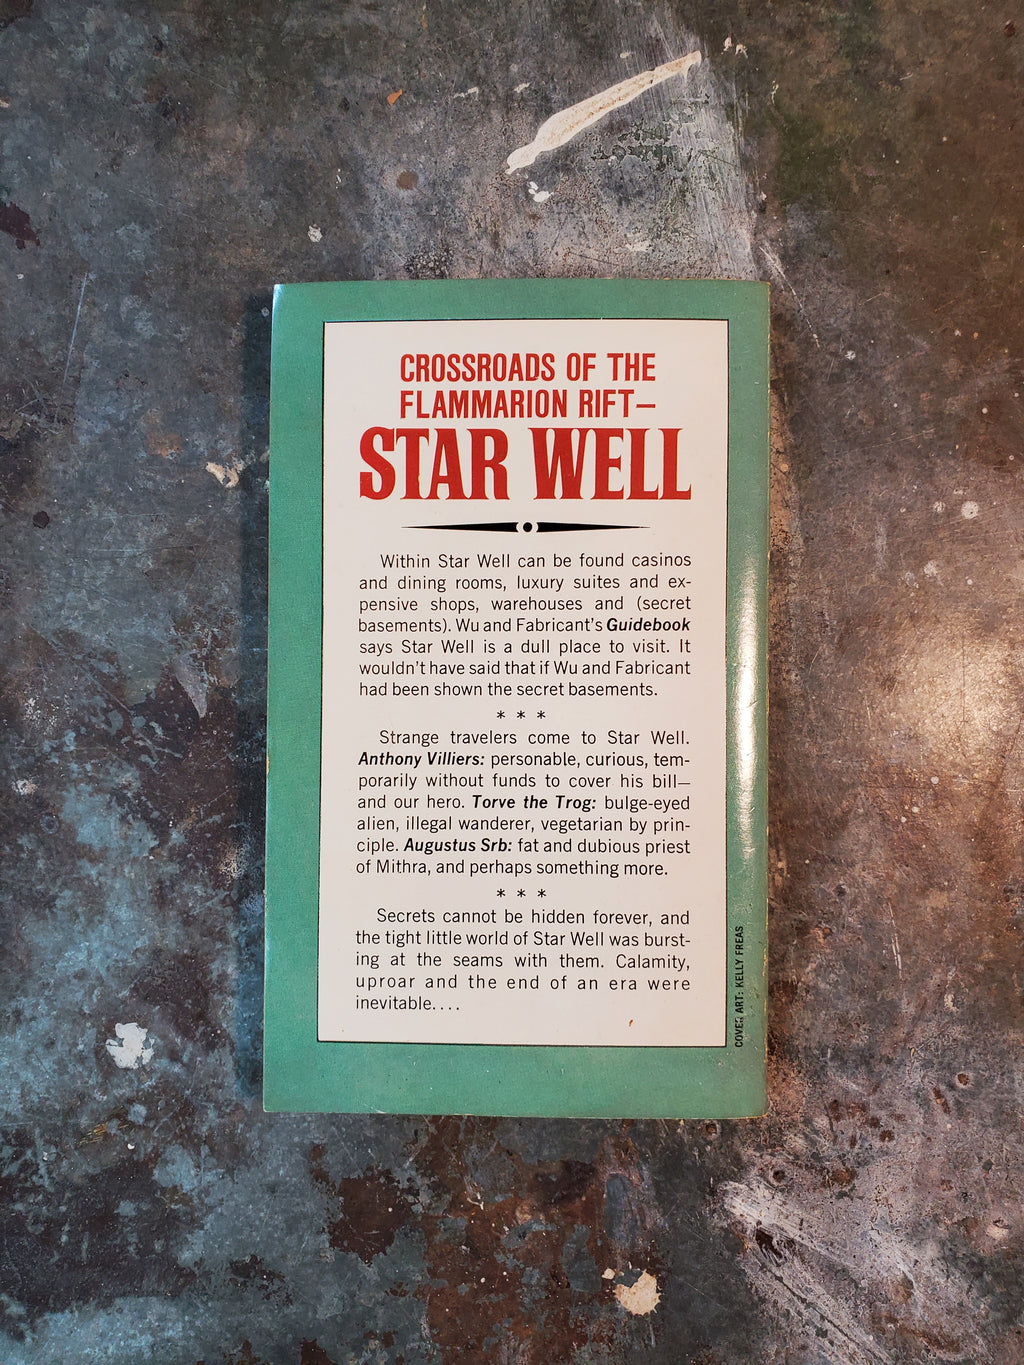 CROSSROADS OF THE
FLAMMARION RIFT—
STAR WELL
Within Star Well can be found casinos
and dining rooms, luxury suites and ex-
pensive shops, warehouses and (secret
basements). Wu and Fabricant's Guidebook
says Star Well is a dull place to visit. It
wouldn't have said that if Wu and Fabricant
had been shown the secret basements.
* * *
Strange travelers come to Star Well.
Anthony Villiers: personable, curious, tem-
porarily without funds to cover his bill—
and our hero. Torve the Trog: bulge-eyed
alien, illegal wanderer, vegetarian by prin-
ciple. Augustus Srb: fat and dubious priest
of Mithra, and perhaps something more.
* * *
Secrets cannot be hidden forever, and
the tight little world of Star Well was burst-
ing at the seams with them. Calamity,
uproar and the end of an era were
inevitable....
COVER ART: KELLY FREAS